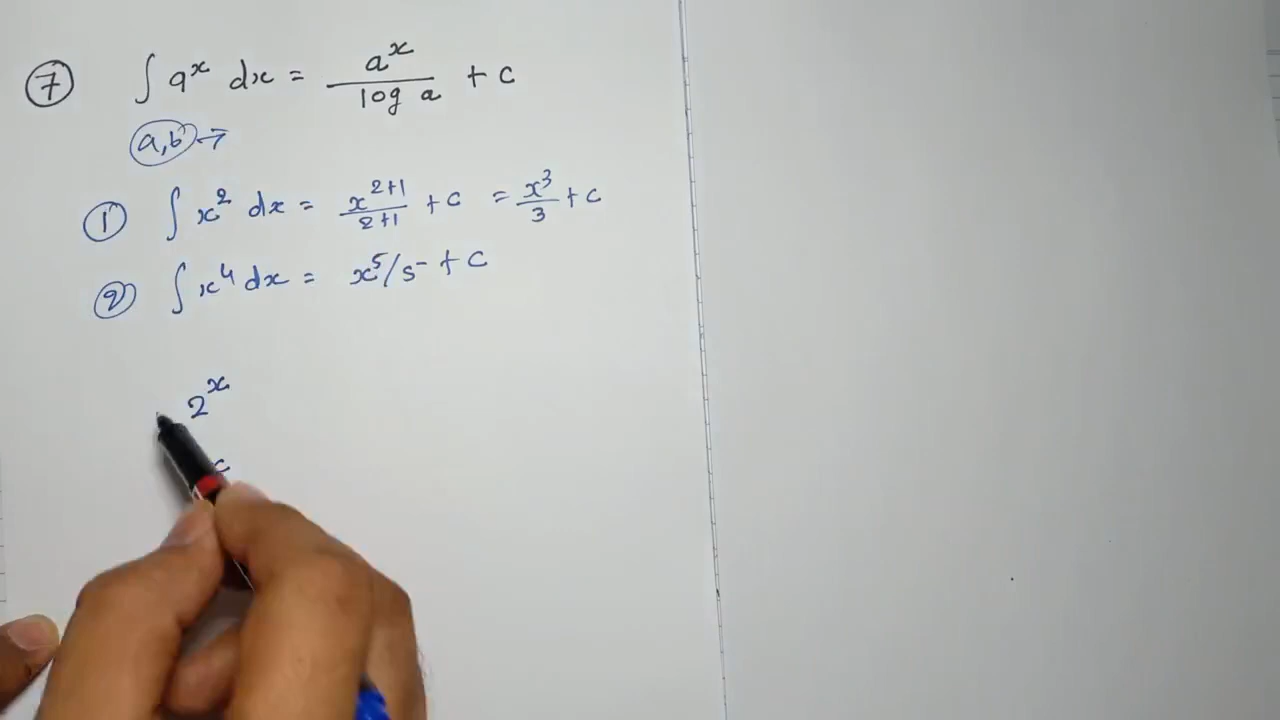 7 ∫ a^x dx = a^x / log a + c
a,b →
1 ∫ x^2 dx = x^(2+1) / 2+1 + c = x^3 / 3 + c
2 ∫ x^4 dx = x^5/5 + c
2^x